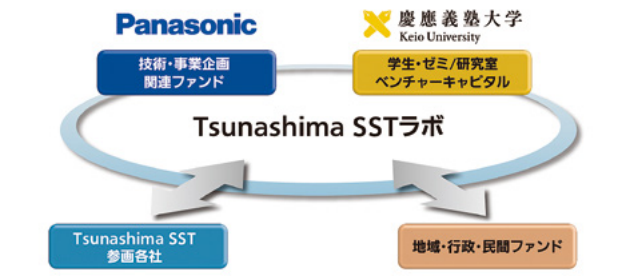 Panasonic
慶應義塾大学
Keio University
技術・事業企画
関連ファンド
学生・ゼミ/研究室
ベンチャーキャピタル
Tsunashima SSTラボ
Tsunashima SST
参画各社
地域・行政・民間ファンド